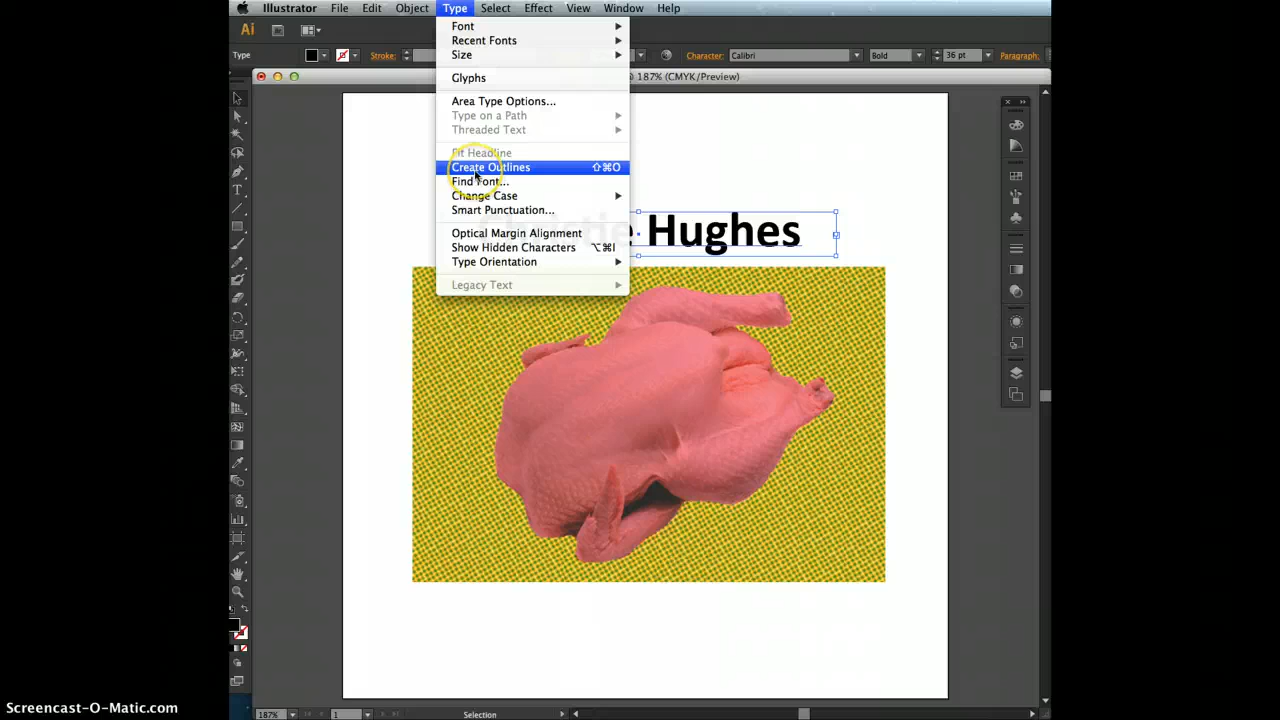 Illustrator File Edit Object Type Select Effect View Window Help
Ai
Type Stroke: Character: Calibri Bold 36 pt Paragraph:
187% (CMYK/Preview)
Font
Recent Fonts
Size
Glyphs
Area Type Options...
Type on a Path
Threaded Text
Fit Headline
Create Outlines ⇧⌘O
Find Font...
Change Case
Smart Punctuation...
Optical Margin Alignment
Show Hidden Characters ⌥⌘I
Type Orientation
Legacy Text
Hughes
187% 1 Selection
Screencast-O-Matic.com